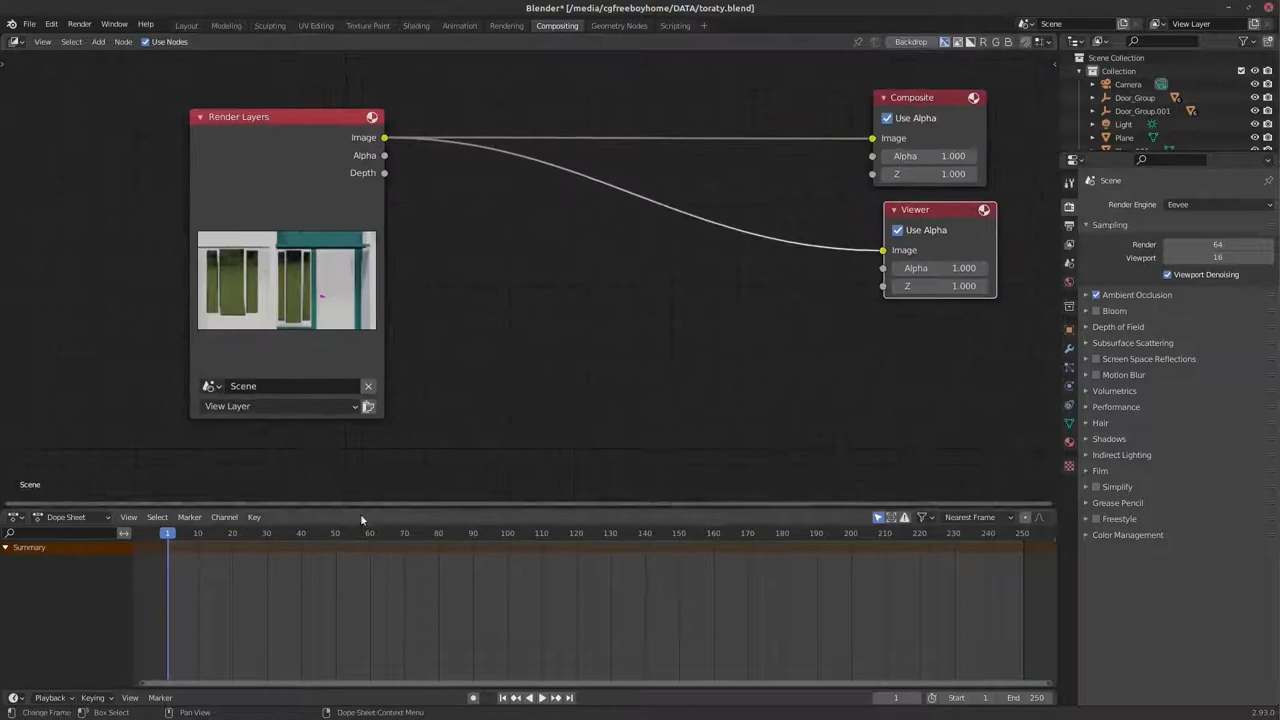 Blender* [/media/cgfreeboyhome/DATA/toraty.blend]
File Edit Render Window Help Layout Modeling Sculpting UV Editing Texture Paint Shading Animation Rendering Compositing Geometry Nodes Scripting Scene View Layer
View Select Add Node Use Nodes Backdrop R G B
Scene Collection
Collection
Camera
Door_Group
Door_Group.001
Light
Plane
Render Layers
Image
Alpha
Depth
Scene
View Layer
Composite
Use Alpha
Image
Alpha 1.000
Z 1.000
Viewer
Use Alpha
Image
Alpha 1.000
Z 1.000
Scene
Scene
Render Engine Eevee
Sampling
Render 64
Viewport 16
Viewport Denoising
Ambient Occlusion
Bloom
Depth of Field
Subsurface Scattering
Screen Space Reflections
Motion Blur
Volumetrics
Performance
Hair
Shadows
Indirect Lighting
Film
Simplify
Grease Pencil
Freestyle
Color Management
Dope Sheet View Select Marker Channel Key Nearest Frame
1 10 20 30 40 50 60 70 80 90 100 110 120 130 140 150 160 170 180 190 200 210 220 230 240 250
Summary
Playback Keying View Marker 1 Start 1 End 250
Change Frame Box Select Pan View Dope Sheet Context Menu 2.93.0